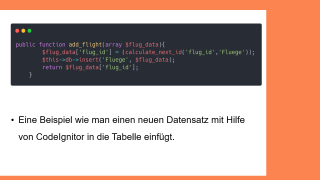 public function add_flight(array $flug_data){
$flug_data['flug_id'] = (calculate_next_id('flug_id','Fluege'));
$this->db->insert('Fluege', $flug_data);
return $flug_data['flug_id'];
}
• Eine Beispiel wie man einen neuen Datensatz mit Hilfe
von CodeIgnitor in die Tabelle einfügt.